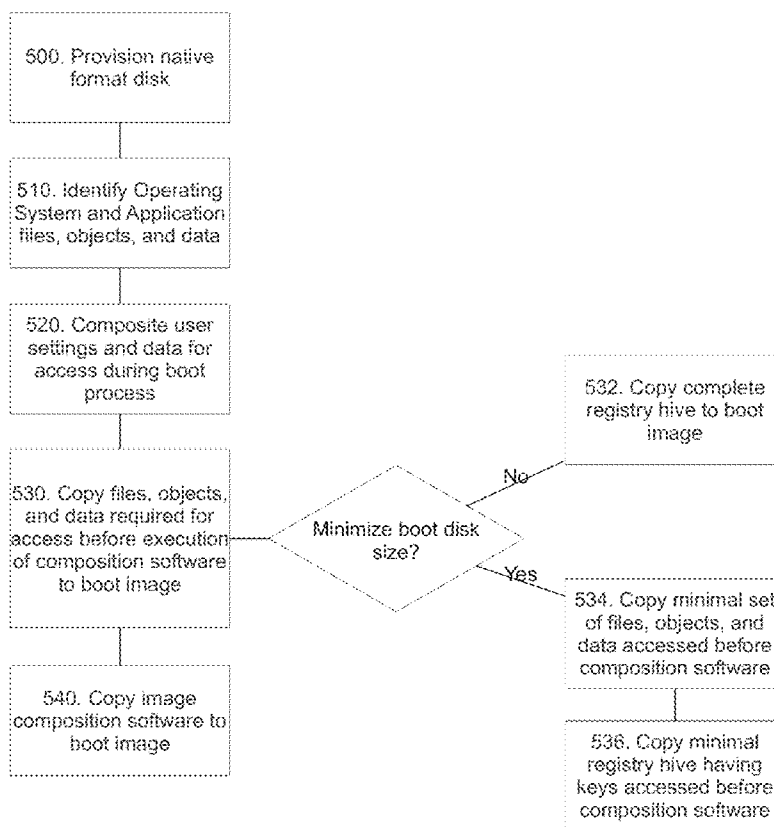 500. Provision native
format disk
510. Identify Operating
System and Application
files, objects, and data
520. Composite user
settings and data for
access during boot
process
530. Copy files, objects,
and data required for
access before execution
of composition software
to boot image
540. Copy image
composition software to
boot image
Minimize boot disk
size?
No
Yes
532. Copy complete
registry hive to boot
image
534. Copy minimal set
of files, objects, and
data accessed before
composition software
536. Copy minimal
registry hive having
keys accessed before
composition software